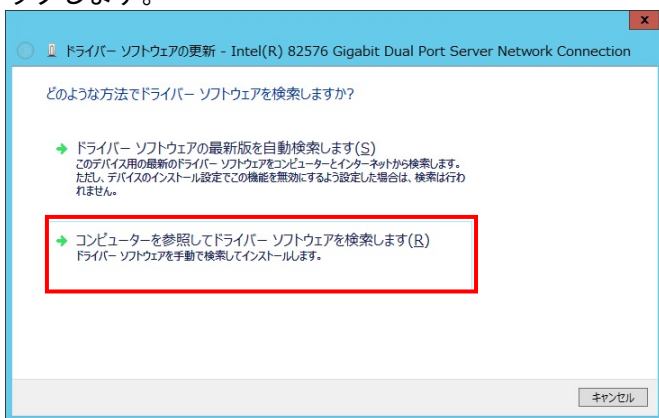 ックします。
x
ドライバー ソフトウェアの更新 - Intel(R) 82576 Gigabit Dual Port Server Network Connection
どのような方法でドライバー ソフトウェアを検索しますか?
ドライバー ソフトウェアの最新版を自動検索します(S)
このデバイス用の最新のドライバー ソフトウェアをコンピューターとインターネットから検索します。
ただし、デバイスのインストール設定でこの機能を無効にするよう設定した場合は、検索は行わ
れません。
コンピューターを参照してドライバー ソフトウェアを検索します(R)
ドライバー ソフトウェアを手動で検索してインストールします。
キャンセル